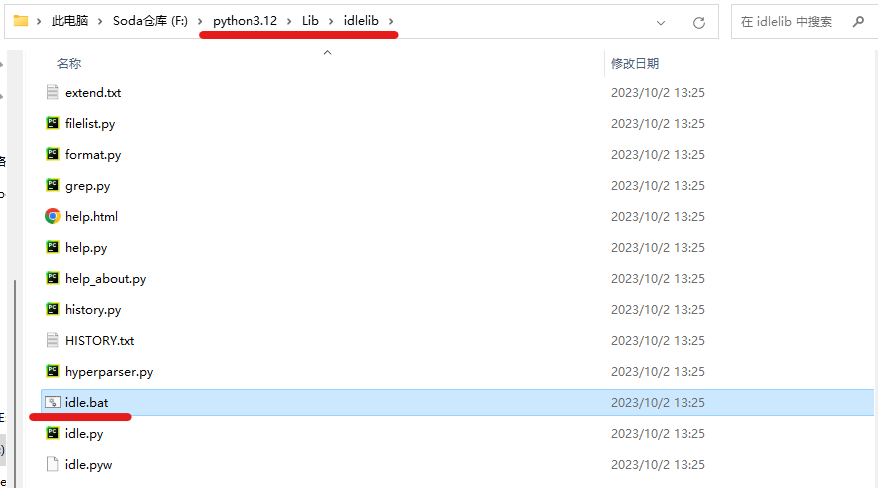 此电脑 > Soda仓库 (F:) > python3.12 > Lib > idlelib >
在 idlelib 中搜索
名称 修改日期
extend.txt 2023/10/2 13:25
filelist.py 2023/10/2 13:25
format.py 2023/10/2 13:25
grep.py 2023/10/2 13:25
help.html 2023/10/2 13:25
help.py 2023/10/2 13:25
help_about.py 2023/10/2 13:25
history.py 2023/10/2 13:25
HISTORY.txt 2023/10/2 13:25
hyperparser.py 2023/10/2 13:25
idle.bat 2023/10/2 13:25
idle.py 2023/10/2 13:25
idle.pyw 2023/10/2 13:25